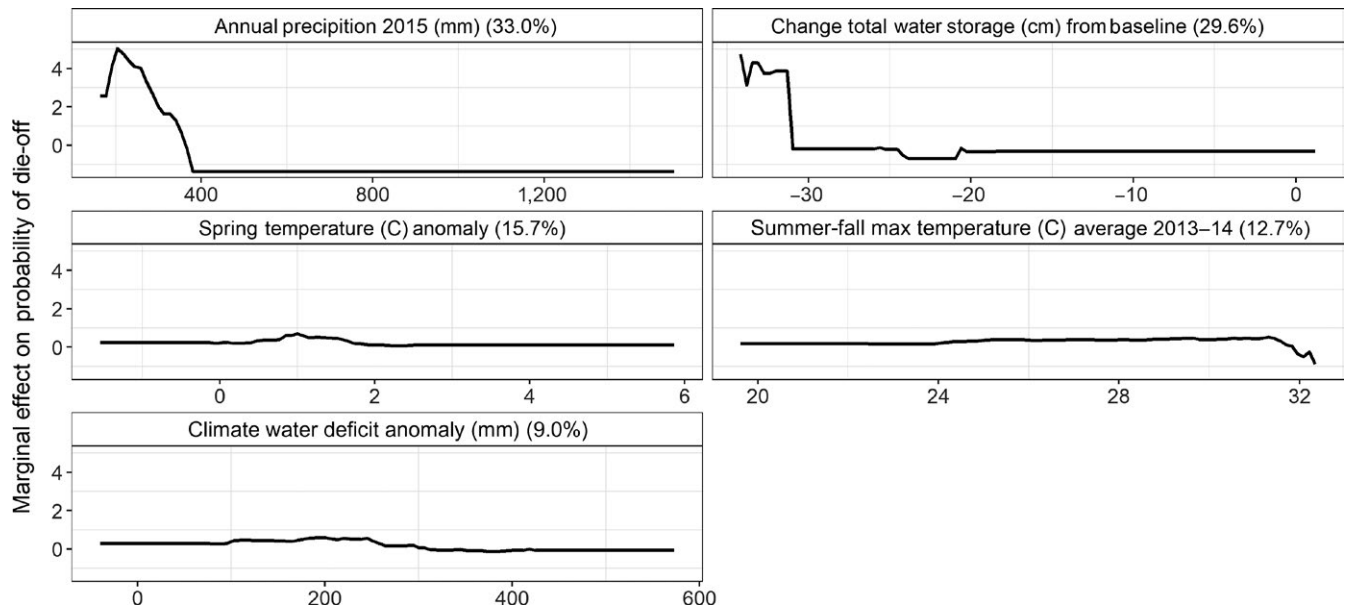 Marginal effect on probability of die-off
Annual precipition 2015 (mm) (33.0%)
4
2
0
400 800 1,200
Change total water storage (cm) from baseline (29.6%)
−30 −20 −10 0
Spring temperature (C) anomaly (15.7%)
4
2
0
0 2 4 6
Summer-fall max temperature (C) average 2013–14 (12.7%)
20 24 28 32
Climate water deficit anomaly (mm) (9.0%)
4
2
0
0 200 400 600